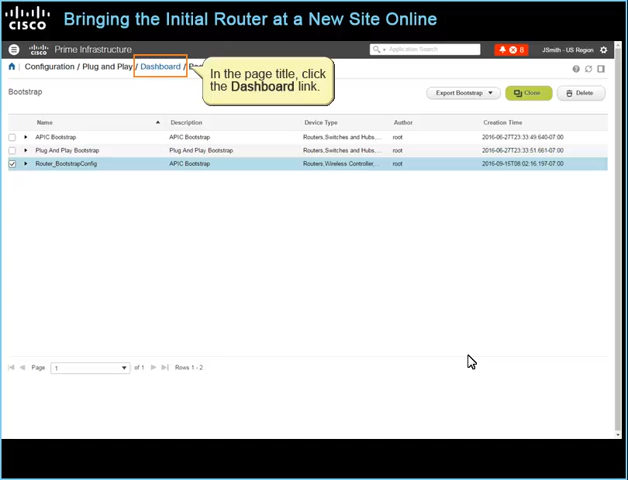 CISCO
Bringing the Initial Router at a New Site Online
CISCO Prime Infrastructure
Application Search
8
JSmith - US Region
Configuration / Plug and Play / Dashboard /
In the page title, click
the Dashboard link.
Bootstrap
Export Bootstrap
Clone
Delete
Name Description Device Type Author Creation Time
APIC Bootstrap APIC Bootstrap Routers,Switches and Hubs,... root 2016-06-27T23:33:49.640-07:00
Plug And Play Bootstrap Plug And Play Bootstrap Routers,Switches and Hubs,... root 2016-06-27T23:33:51.661-07:00
Router_BootstrapConfig APIC Bootstrap Routers,Wireless Controller,... root 2016-09-15T08:02:16.197-07:00
Page 1 of 1 Rows 1 - 2